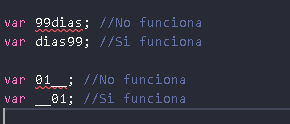 var 99dias; //No funciona
var dias99; //Si funciona
var 01__; //No funciona
var __01; //Si funciona